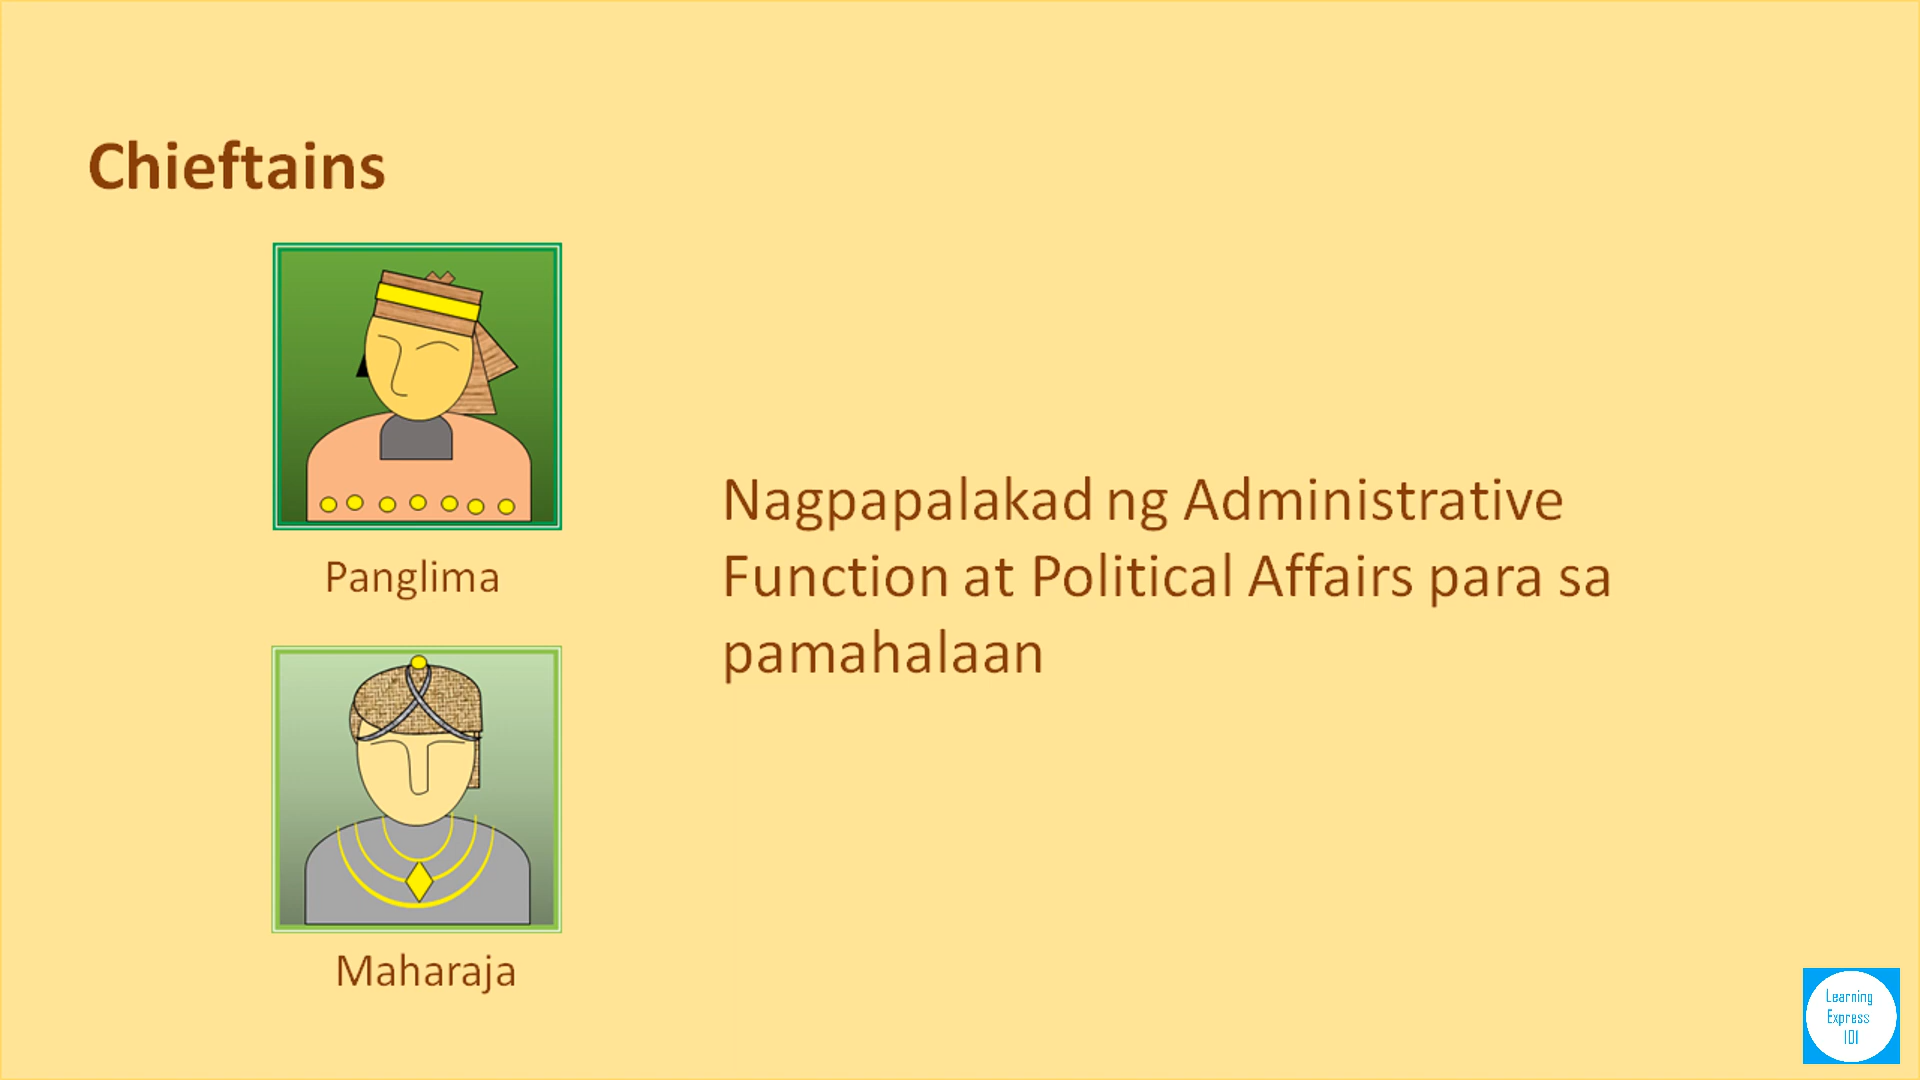 Chieftains
Panglima
Nagpapalakad ng Administrative
Function at Political Affairs para sa
pamahalaan
Maharaja
Learning
Express
101